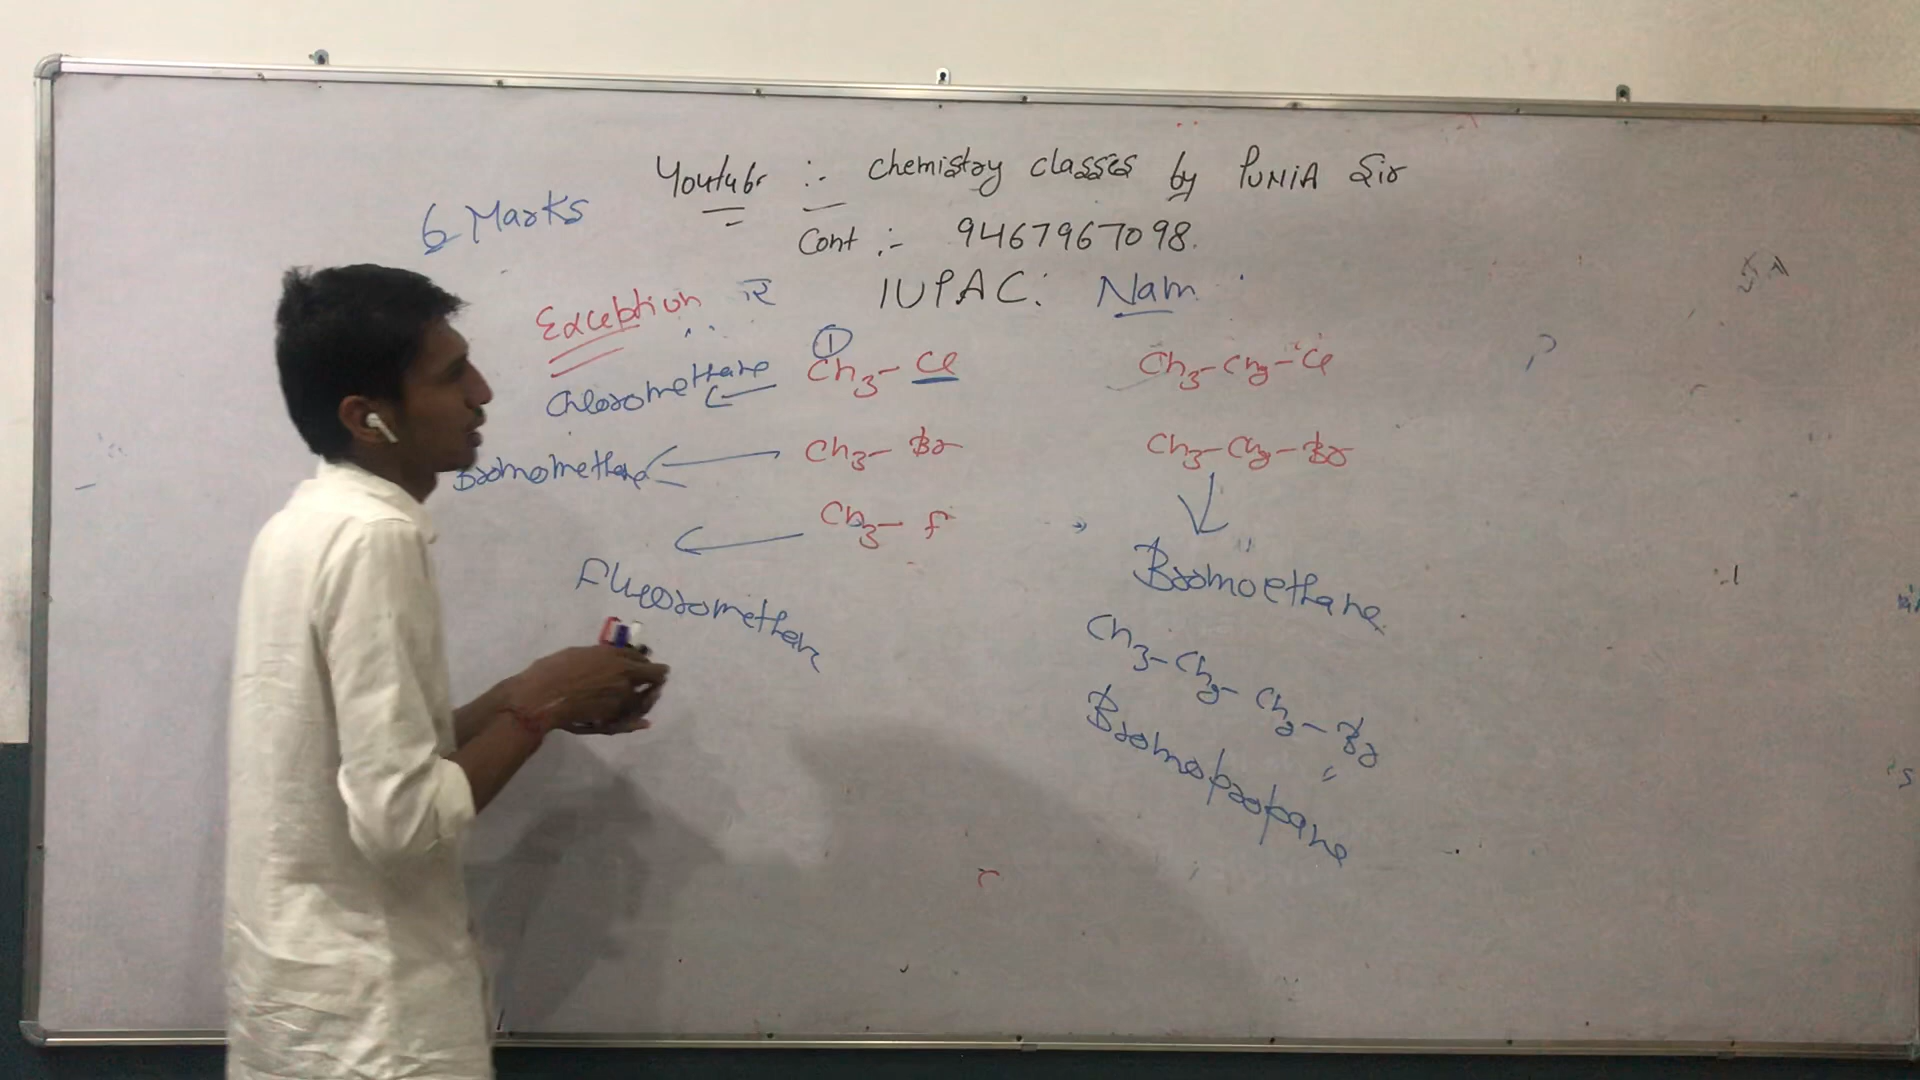 Youtube :- Chemistry classes by PUNIA Sir
6 Marks
Cont :- 9467967098.
Exception
IUPAC: Nam
①
Chloromethane CH3-Cl CH3-CH2-Cl
Bromomethane CH3-Br CH3-CH2-Br
CH3-F
Fluoromethane
Bromoethane
CH3-CH2-CH2-Br
Bromopropane